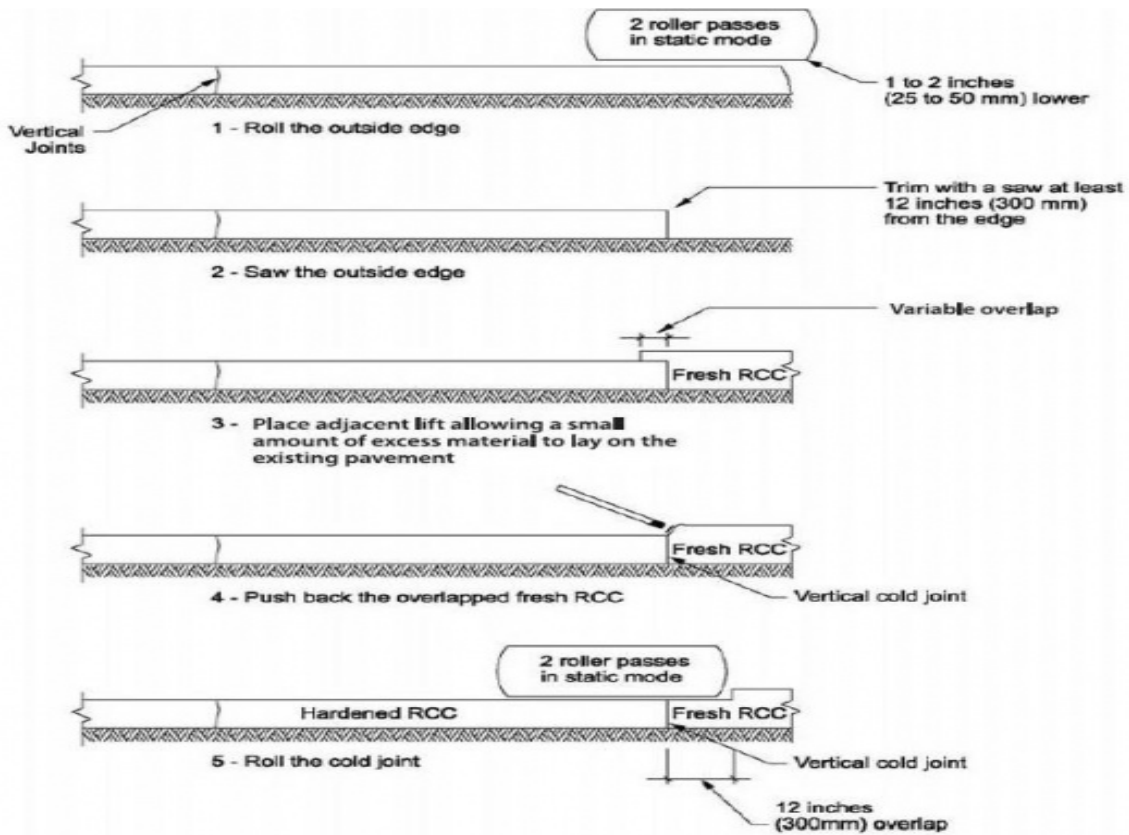 2 roller passes
in static mode
1 to 2 inches
(25 to 50 mm) lower
Vertical
Joints
1 - Roll the outside edge
Trim with a saw at least
12 inches (300 mm)
from the edge
2 - Saw the outside edge
Variable overlap
Fresh RCC
3 - Place adjacent lift allowing a small
amount of excess material to lay on the
existing pavement
Fresh RCC
4 - Push back the overlapped fresh RCC
Vertical cold joint
2 roller passes
in static mode
Hardened RCC
Fresh RCC
5 - Roll the cold joint
Vertical cold joint
12 inches
(300mm) overlap